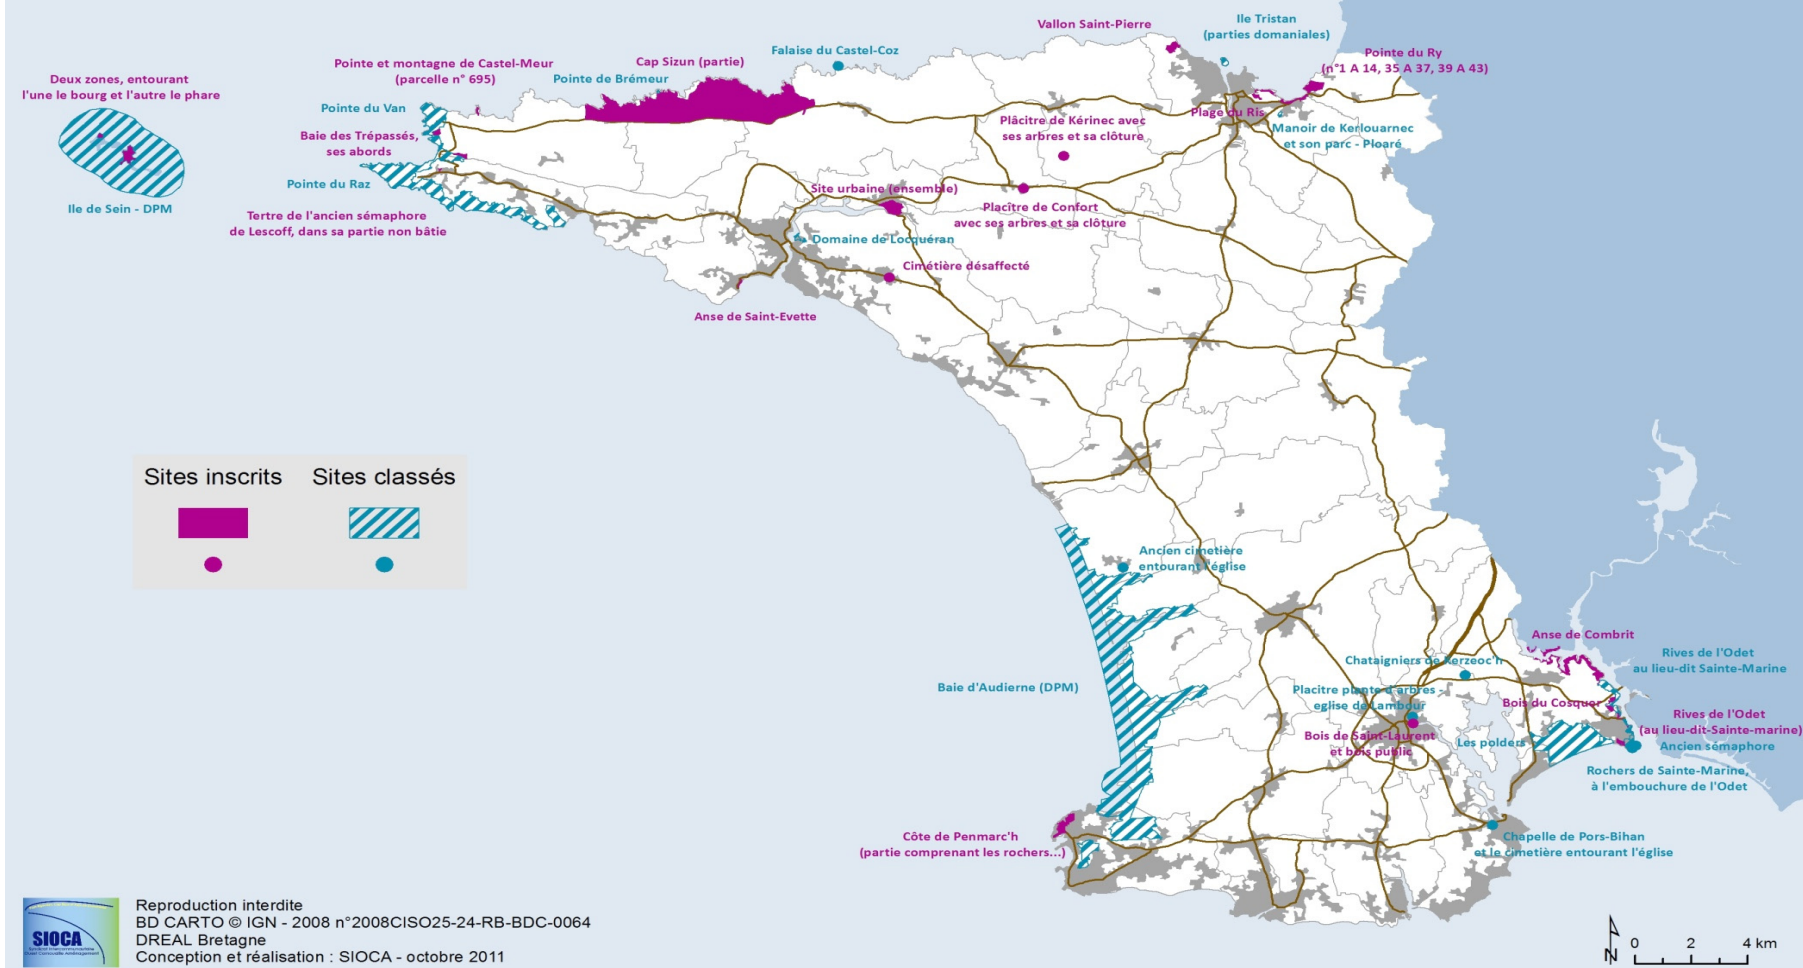 Vallon Saint-Pierre
Ile Tristan
(parties domaniales)
Pointe du Ry
(n°1 A 14, 35 A 37, 39 A 43)
Falaise du Castel-Coz
Cap Sizun (partie)
Pointe et montagne de Castel-Meur
(parcelle n° 695)
Pointe de Brémeur
Deux zones, entourant
l'une le bourg et l'autre le phare
Pointe du Van
Baie des Trépassés,
ses abords
Pointe du Raz
Ile de Sein - DPM
Tertre de l'ancien sémaphore
de Lescoff, dans sa partie non bâtie
Plage du Ris
Plâcitre de Kérinec avec
ses arbres et sa clôture
Manoir de Kerlouarnec
et son parc - Ploaré
Site urbaine (ensemble)
Placître de Confort
avec ses arbres et sa clôture
Domaine de Locquéran
Cimétière désaffecté
Anse de Saint-Evette
Sites inscrits
Sites classés
Ancien cimetière
entourant l'église
Baie d'Audierne (DPM)
Anse de Combrit
Rives de l'Odet
au lieu-dit Sainte-Marine
Chataigniers de Kerzeoc'h
Placitre plante d'arbres -
eglise de Lambour
Bois du Cosquer
Rives de l'Odet
(au lieu-dit-Sainte-marine)
Bois de Saint-Laurent
et bois public
Les polders
Ancien sémaphore
Rochers de Sainte-Marine,
à l'embouchure de l'Odet
Côte de Penmarc'h
(partie comprenant les rochers...)
Chapelle de Pors-Bihan
et le cimetière entourant l'église
SIOCA
Reproduction interdite
BD CARTO © IGN - 2008 n°2008CISO25-24-RB-BDC-0064
DREAL Bretagne
Conception et réalisation : SIOCA - octobre 2011
N
0 2 4 km